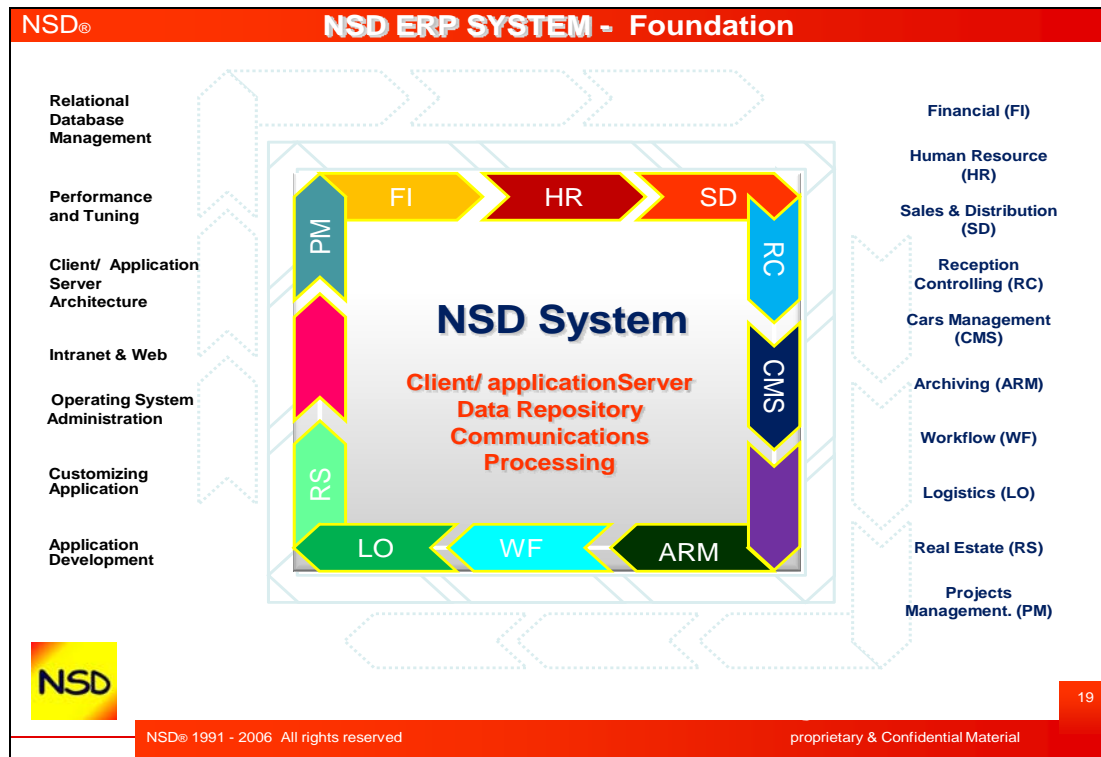 NSD®
NSD ERP SYSTEM - Foundation
Relational
Database
Management
Performance
and Tuning
Client/ Application
Server
Architecture
Intranet & Web
Operating System
Administration
Customizing
Application
Application
Development
FI
HR
SD
PM
RC
CMS
RS
LO
WF
ARM
NSD System
Client/ applicationServer
Data Repository
Communications
Processing
Financial (FI)
Human Resource
(HR)
Sales & Distribution
(SD)
Reception
Controlling (RC)
Cars Management
(CMS)
Archiving (ARM)
Workflow (WF)
Logistics (LO)
Real Estate (RS)
Projects
Management. (PM)
NSD
19
NSD® 1991 - 2006 All rights reserved
proprietary & Confidential Material